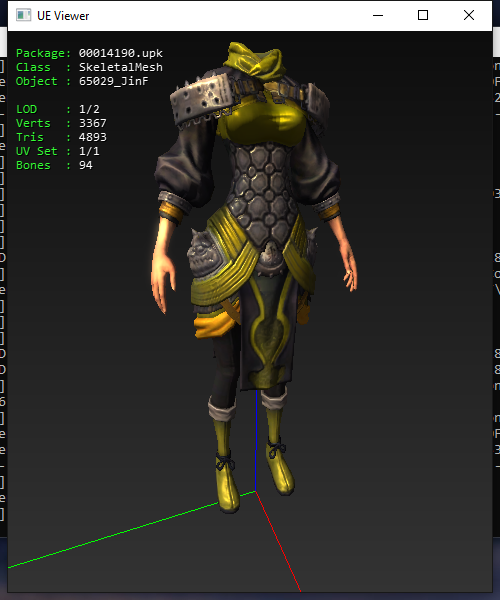 UE Viewer
Package: 00014190.upk
Class  : SkeletalMesh
Object : 65029_JinF
LOD    : 1/2
Verts  : 3367
Tris   : 4893
UV Set : 1/1
Bones  : 94